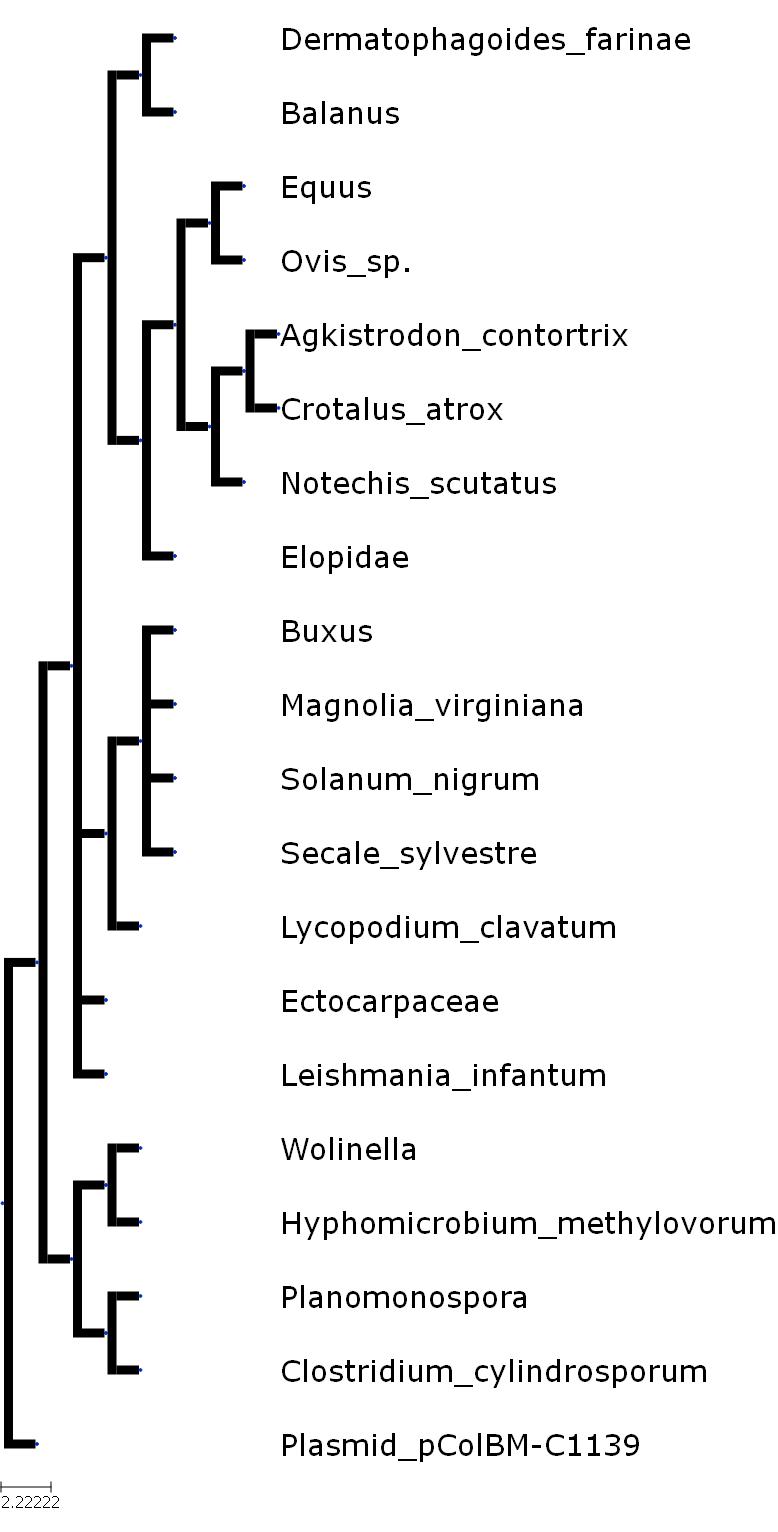 Dermatophagoides_farinae
Balanus
Equus
Ovis_sp.
Agkistrodon_contortrix
Crotalus_atrox
Notechis_scutatus
Elopidae
Buxus
Magnolia_virginiana
Solanum_nigrum
Secale_sylvestre
Lycopodium_clavatum
Ectocarpaceae
Leishmania_infantum
Wolinella
Hyphomicrobium_methylovorum
Planomonospora
Clostridium_cylindrosporum
Plasmid_pColBM-C1139
2.22222